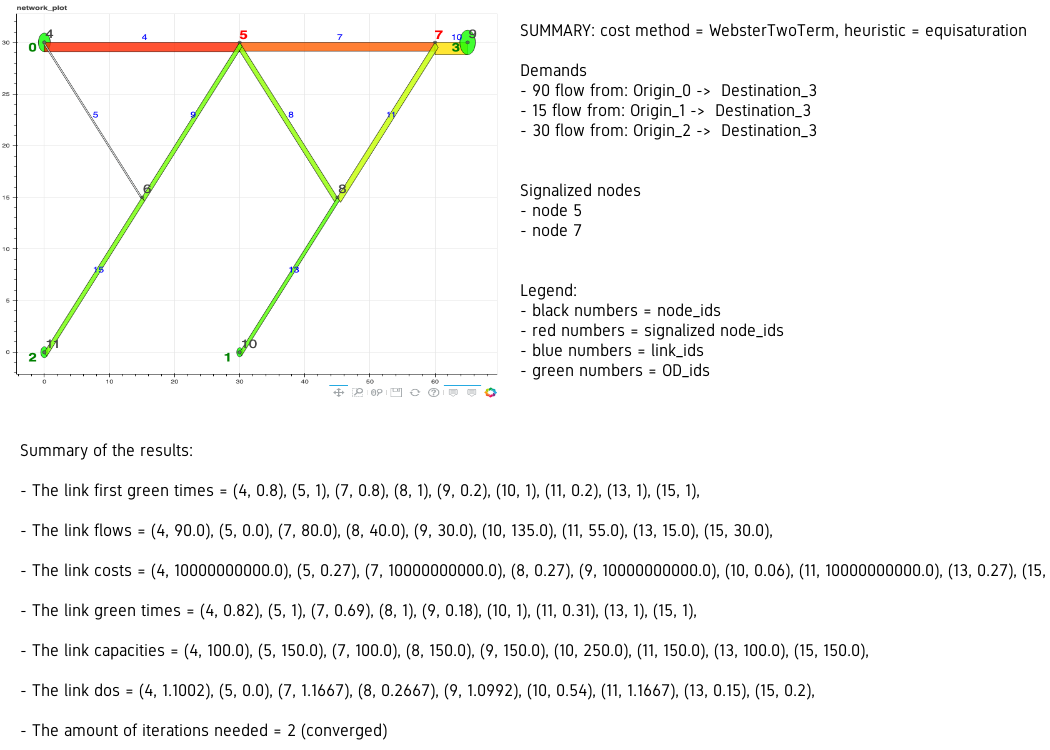 network_plot
SUMMARY: cost method = WebsterTwoTerm, heuristic = equisaturation
Demands
- 90 flow from: Origin_0 -> Destination_3
- 15 flow from: Origin_1 -> Destination_3
- 30 flow from: Origin_2 -> Destination_3
Signalized nodes
- node 5
- node 7
Legend:
- black numbers = node_ids
- red numbers = signalized node_ids
- blue numbers = link_ids
- green numbers = OD_ids
30
25
20
15
10
5
0
0
10
20
30
40
50
60
4
0
4
5
7
7
10
3
9
5
9
8
11
6
8
15
13
11
2
10
1
Summary of the results:
- The link first green times = (4, 0.8), (5, 1), (7, 0.8), (8, 1), (9, 0.2), (10, 1), (11, 0.2), (13, 1), (15, 1),
- The link flows = (4, 90.0), (5, 0.0), (7, 80.0), (8, 40.0), (9, 30.0), (10, 135.0), (11, 55.0), (13, 15.0), (15, 30.0),
- The link costs = (4, 10000000000.0), (5, 0.27), (7, 10000000000.0), (8, 0.27), (9, 10000000000.0), (10, 0.06), (11, 10000000000.0), (13, 0.27), (15,
- The link green times = (4, 0.82), (5, 1), (7, 0.69), (8, 1), (9, 0.18), (10, 1), (11, 0.31), (13, 1), (15, 1),
- The link capacities = (4, 100.0), (5, 150.0), (7, 100.0), (8, 150.0), (9, 150.0), (10, 250.0), (11, 150.0), (13, 100.0), (15, 150.0),
- The link dos = (4, 1.1002), (5, 0.0), (7, 1.1667), (8, 0.2667), (9, 1.0992), (10, 0.54), (11, 1.1667), (13, 0.15), (15, 0.2),
- The amount of iterations needed = 2 (converged)